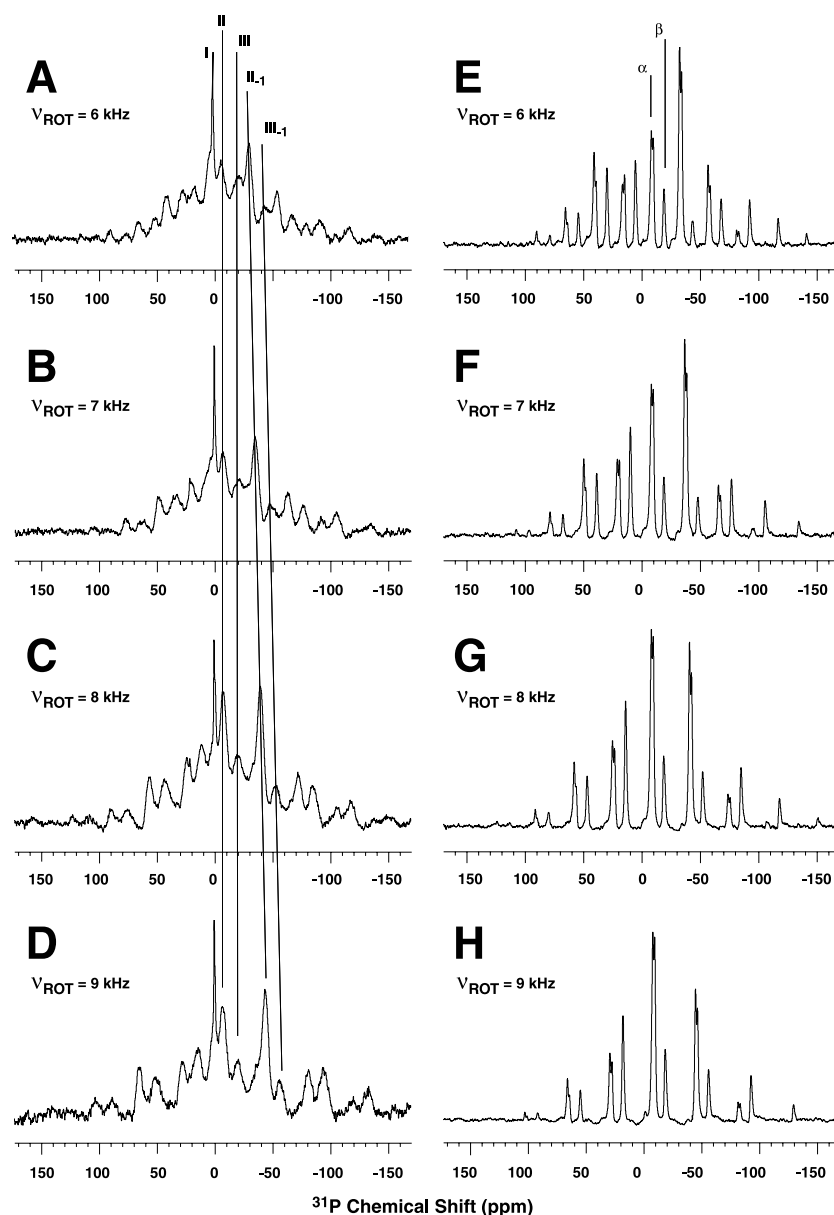 I
II
III
II-1
III-1
A
νROT = 6 kHz
150 100 50 0 -50 -100 -150
B
νROT = 7 kHz
150 100 50 0 -100 -150
C
νROT = 8 kHz
150 100 50 0 -100 -150
D
νROT = 9 kHz
150 100 50 0 -50 -100 -150
α
β
E
νROT = 6 kHz
150 100 50 0 -50 -100 -150
F
νROT = 7 kHz
150 100 50 0 -50 -100 -150
G
νROT = 8 kHz
150 100 50 0 -50 -100 -150
H
νROT = 9 kHz
150 100 50 0 -50 -100 -150
31P Chemical Shift (ppm)